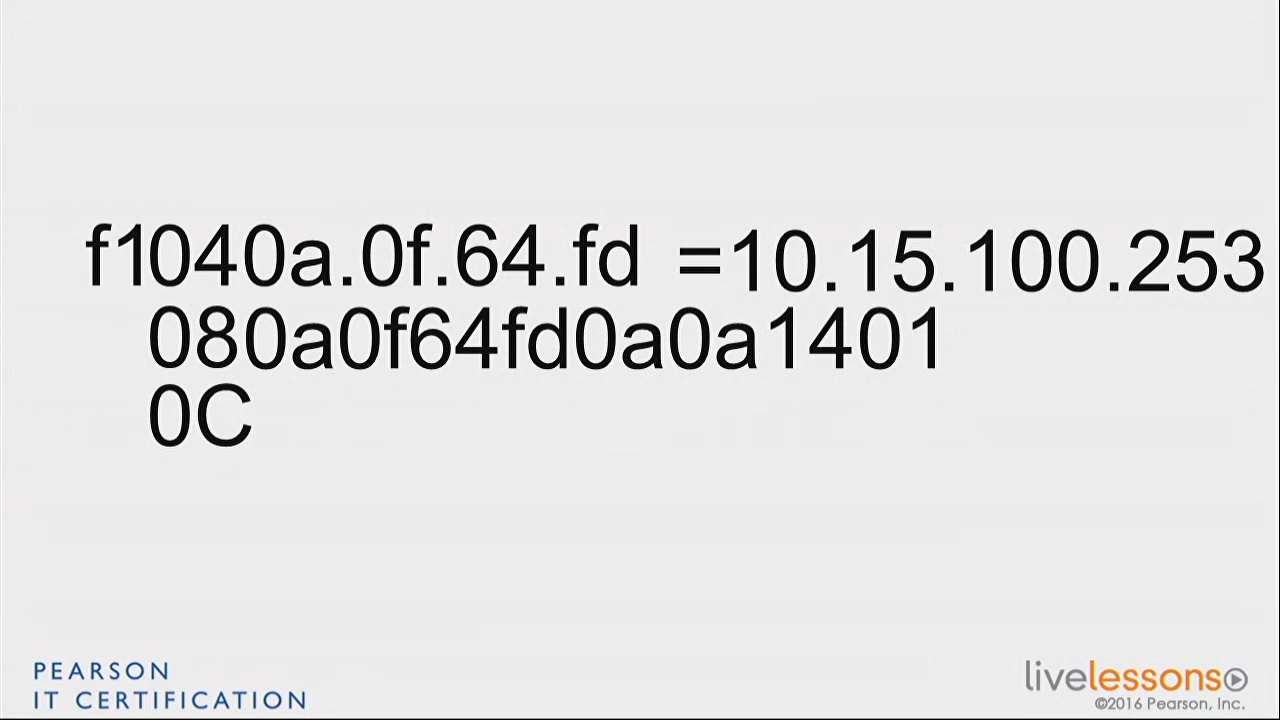 f1040a.0f.64.fd =10.15.100.253
080a0f64fd0a0a1401
0C
PEARSON
IT CERTIFICATION
livelessons
©2016 Pearson, Inc.